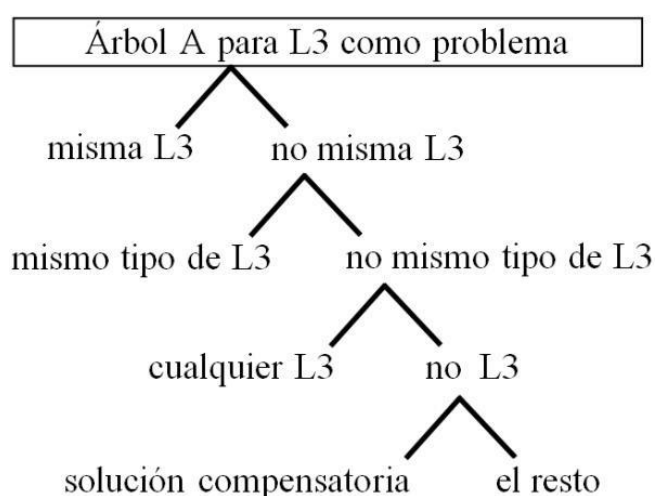 Árbol A para L3 como problema
misma L3 no misma L3
mismo tipo de L3 no mismo tipo de L3
cualquier L3 no L3
solución compensatoria el resto